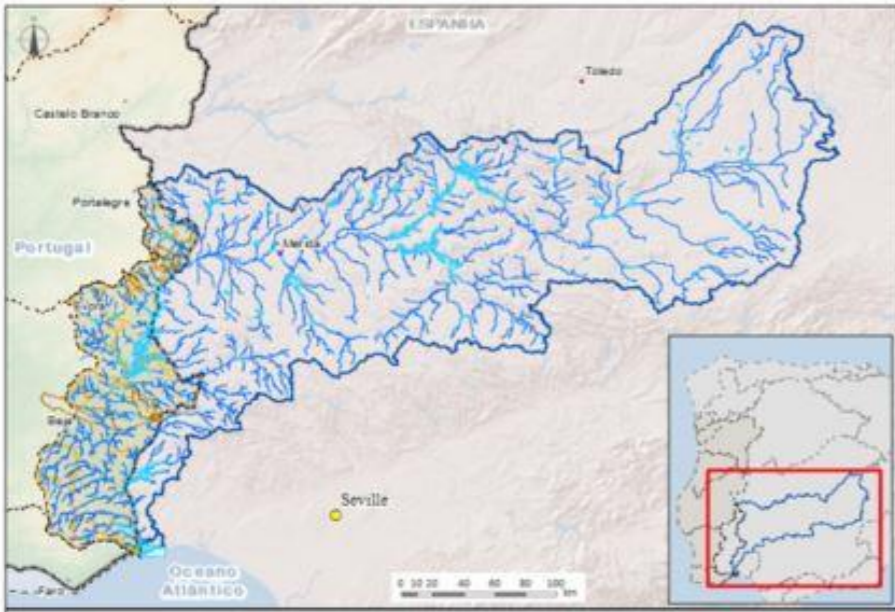 ESPANHA
Toledo
Castelo Branco
Portalegre
Portugal
Mérida
Beja
Seville
Oceano
Atlântico
Faro
0 10 20 40 60 80 100
km